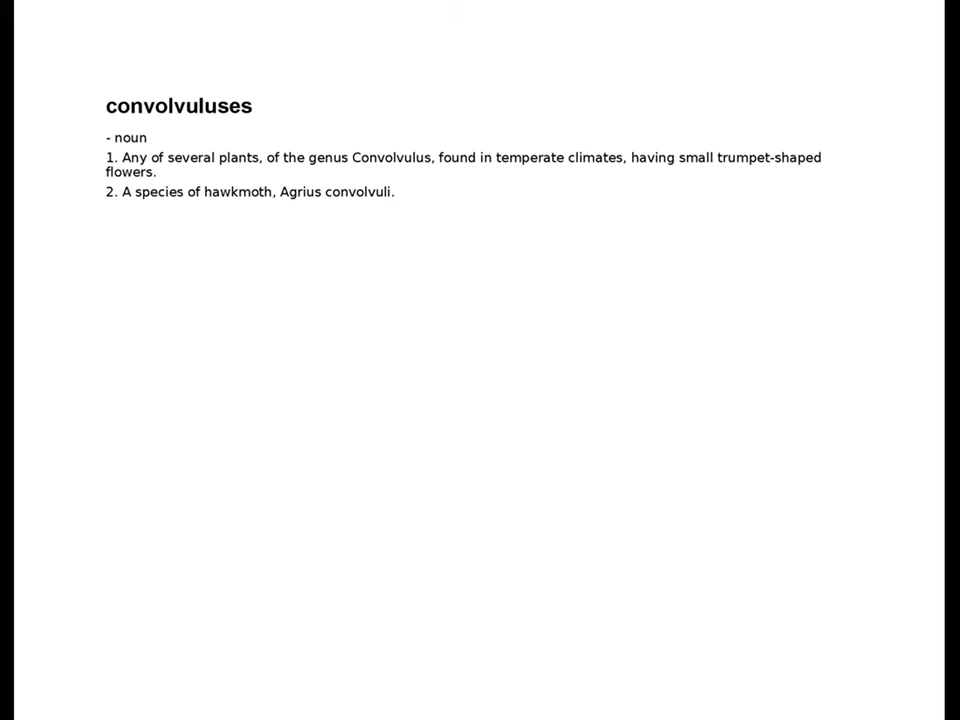 convolvuluses
- noun
1. Any of several plants, of the genus Convolvulus, found in temperate climates, having small trumpet-shaped
flowers.
2. A species of hawkmoth, Agrius convolvuli.